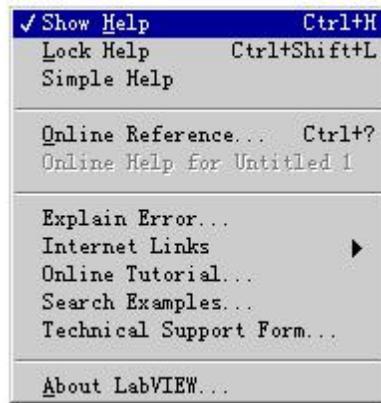 ✓ Show Help Ctrl+H
Lock Help Ctrl+Shift+L
Simple Help
Online Reference... Ctrl+?
Online Help for Untitled 1
Explain Error...
Internet Links ▶
Online Tutorial...
Search Examples...
Technical Support Form...
About LabVIEW...